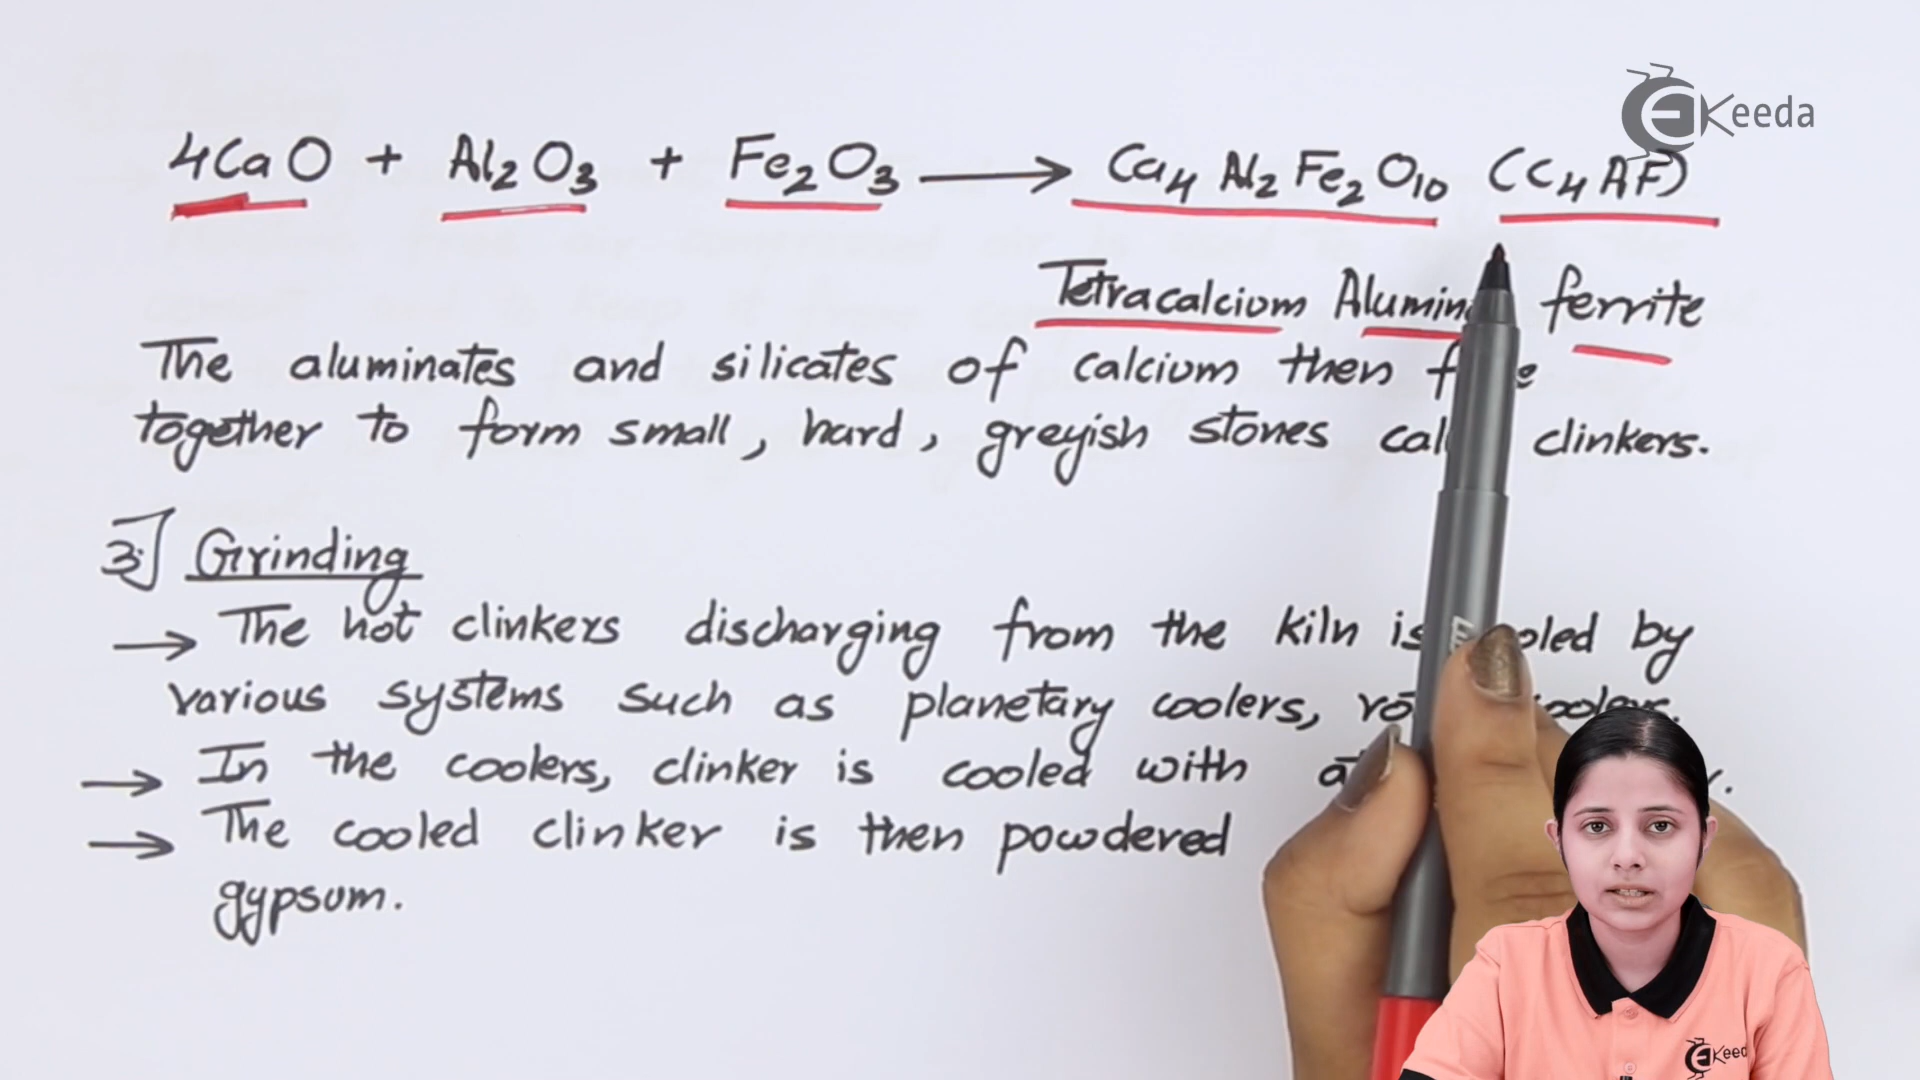 Keeda
4CaO + Al2O3 + Fe2O3 → Ca4 Al2 Fe2 O10 (C4AF)
Tetracalcium Alumin ferrite
The aluminates and silicates of calcium then
together to form small, hard, greyish stones clinkers.
3] Grinding
→ The hot clinkers discharging from the kiln is by
various systems such as planetary coolers,
→ In the coolers, clinker is cooled with
→ The cooled clinker is then powdered
gypsum.
Keeda